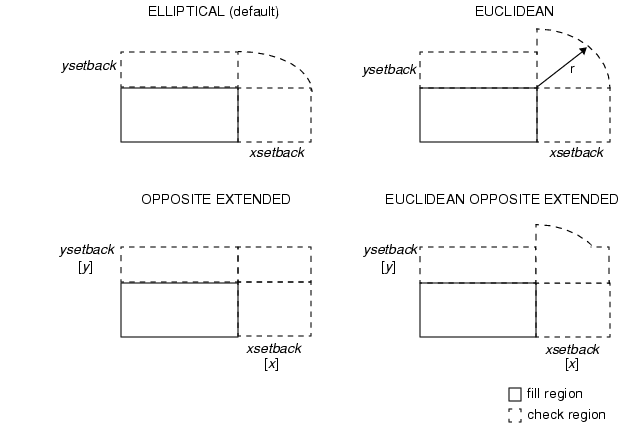 ELLIPTICAL (default)
EUCLIDEAN
ysetback
xsetback
ysetback
r
xsetback
OPPOSITE EXTENDED
EUCLIDEAN OPPOSITE EXTENDED
ysetback
[y]
xsetback
[x]
ysetback
[y]
xsetback
[x]
fill region
check region